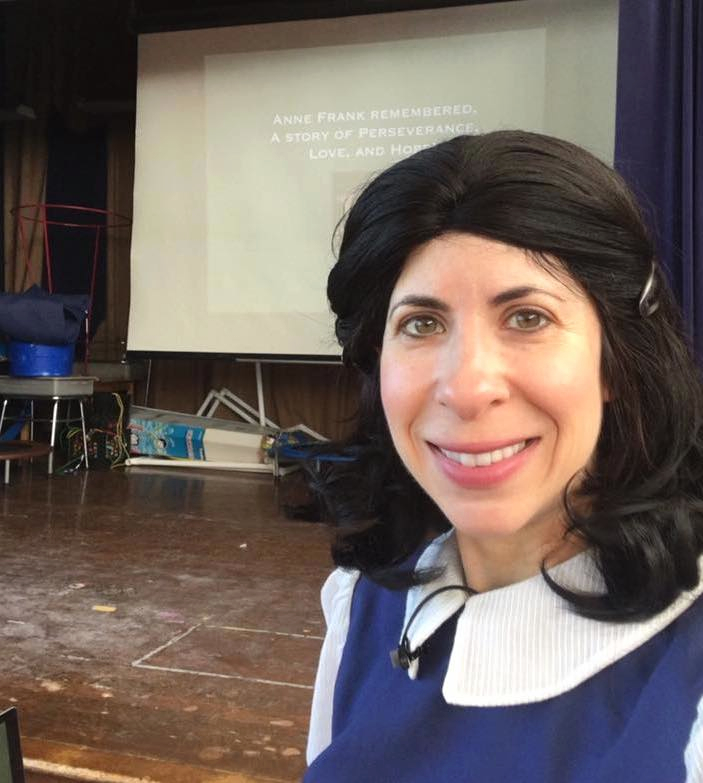 ANNE FRANK REMEMBERED,
A STORY OF PERSEVERANCE,
LOVE, AND